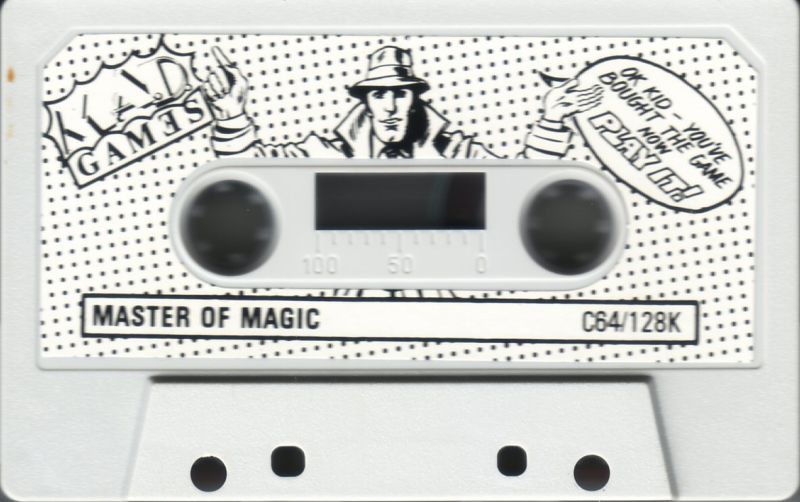 M.A.D.
GAMES
OK KID - YOU'VE
BOUGHT THE GAME
NOW
PLAY IT!
100 50 0
MASTER OF MAGIC
C64/128K